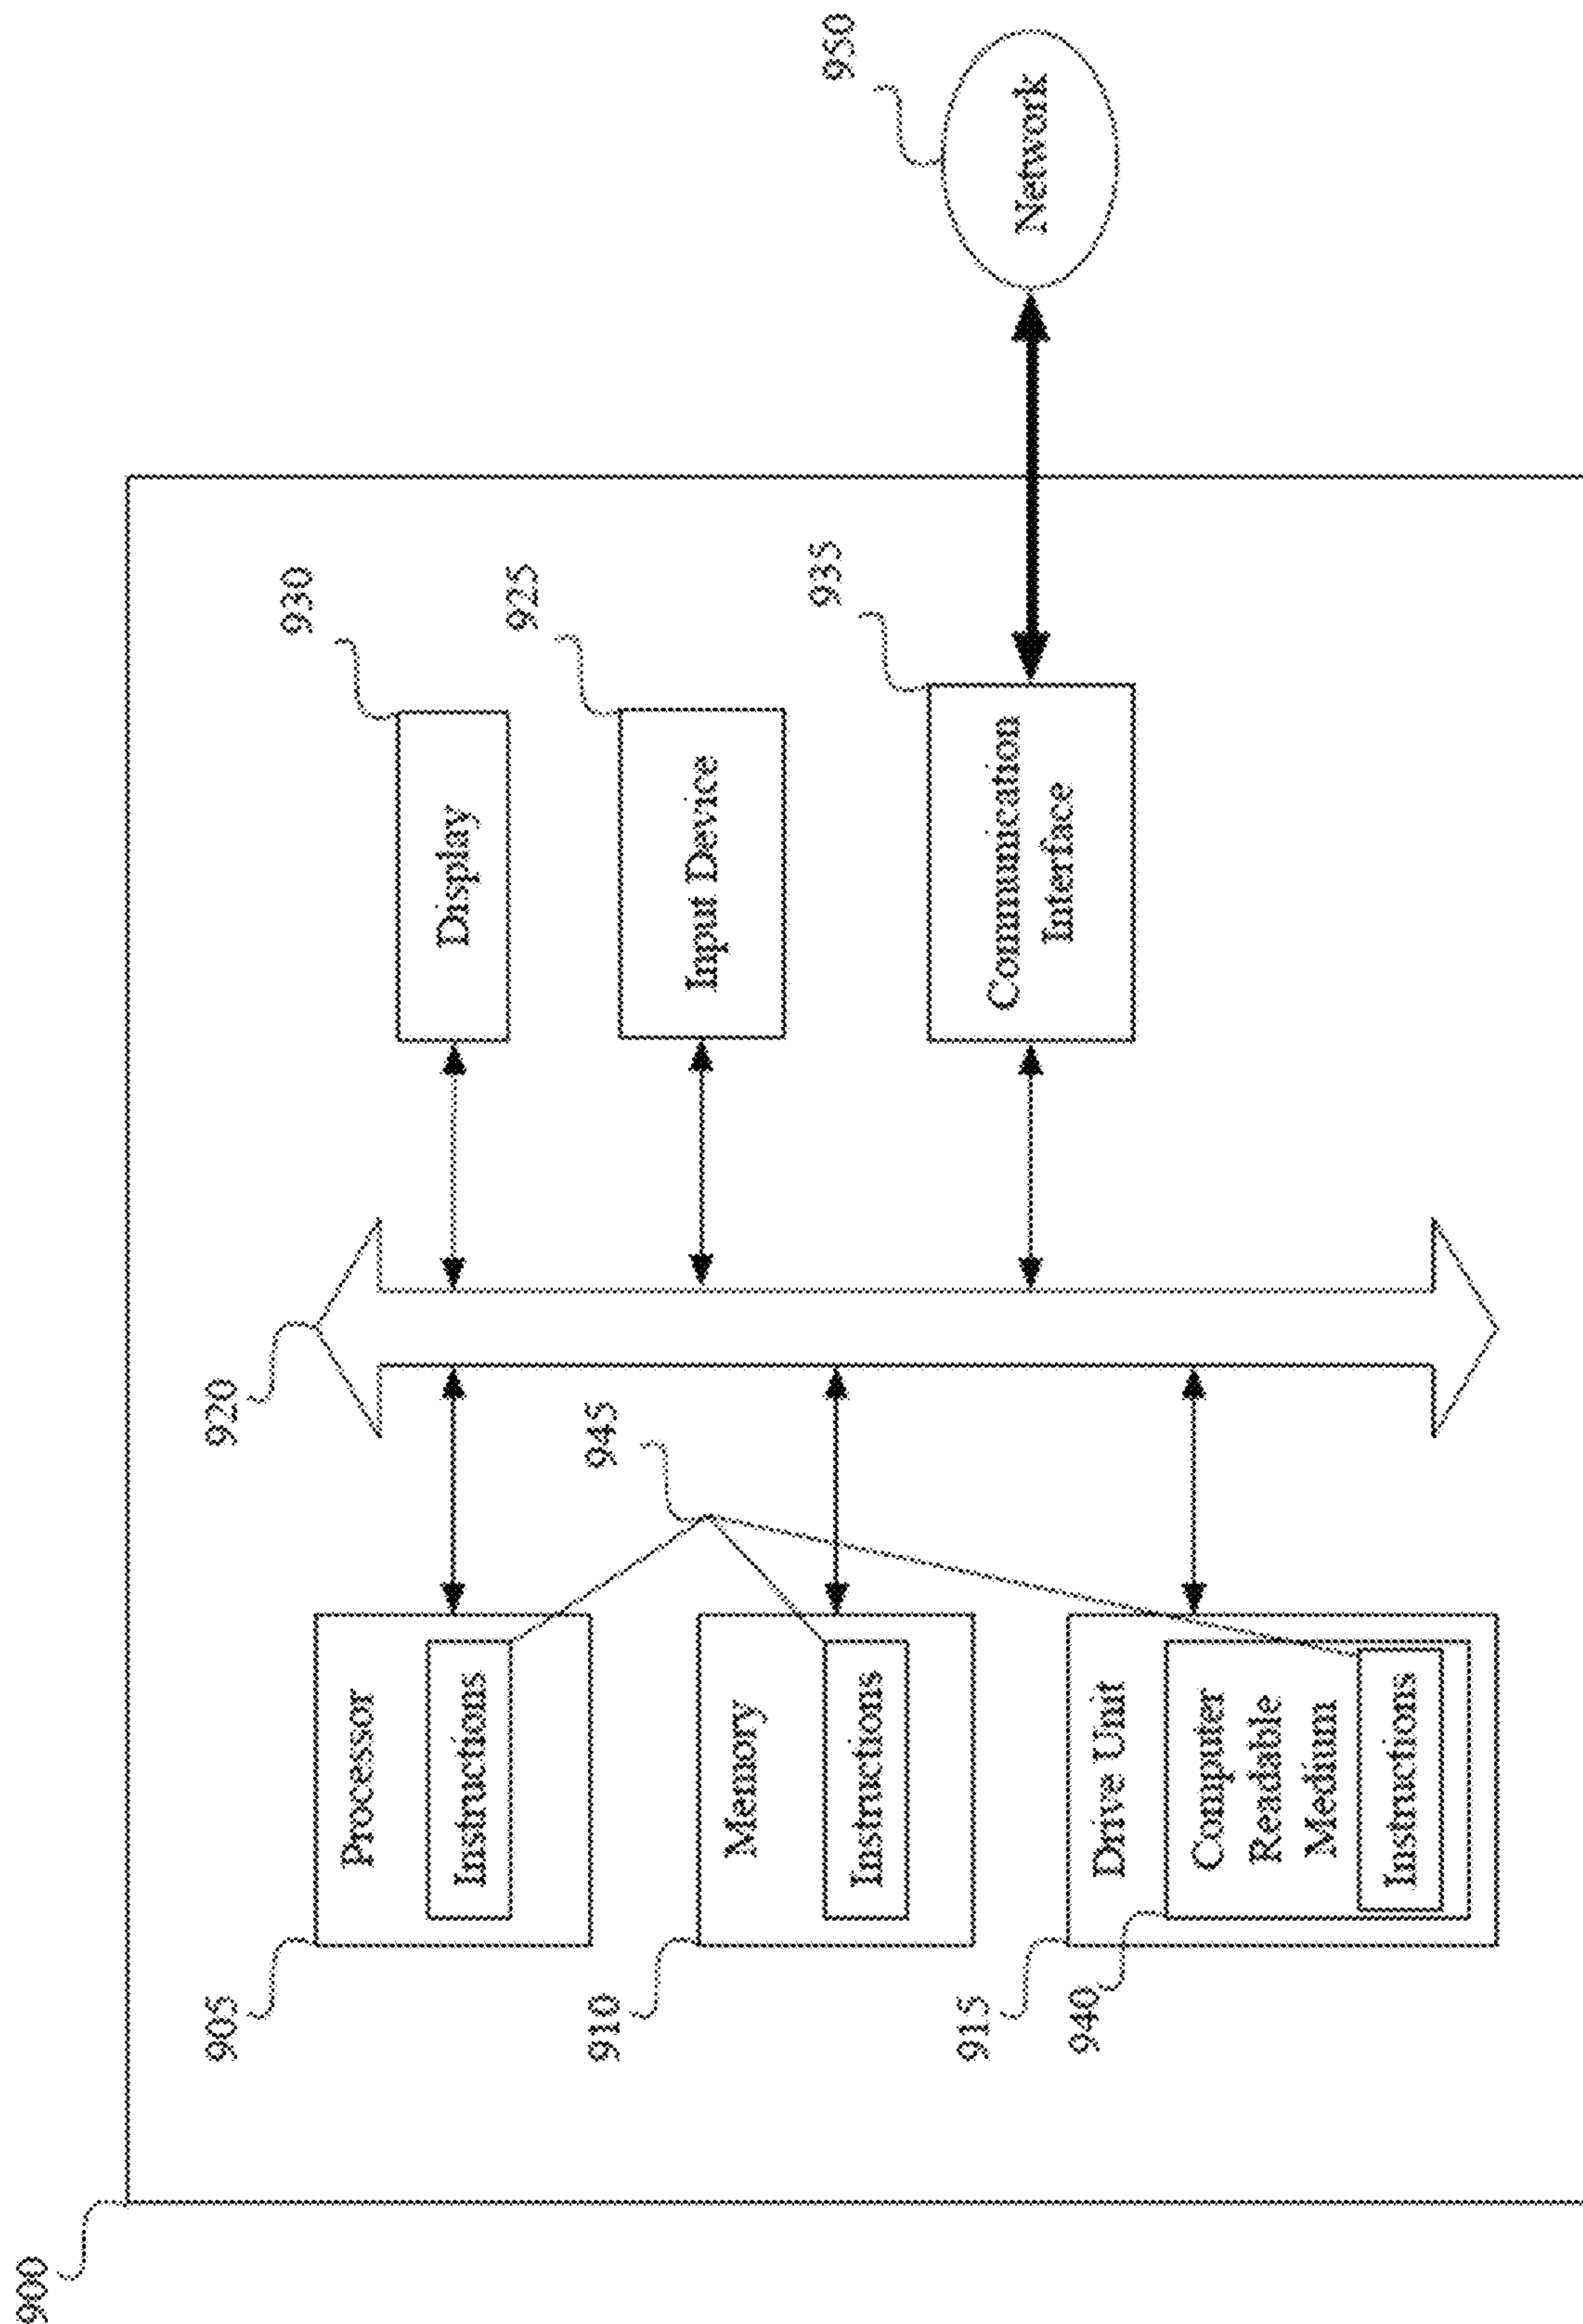 900
920
930
905
Processor
Instructions
Display
945
925
910
Memory
Instructions
Input Device
935
950
915
940
Drive Unit
Computer
Readable
Medium
Instructions
Communication
Interface
Network